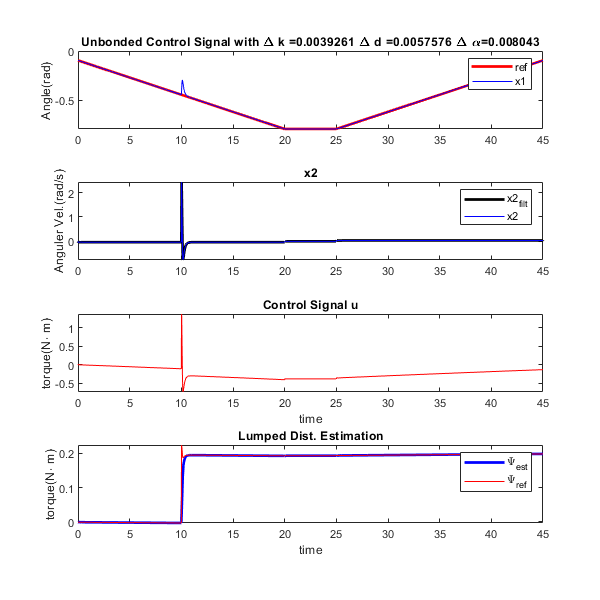 Unbonded Control Signal with Δ k =0.0039261 Δ d =0.0057576 Δ α=0.008043
Angle(rad)
0
-0.5
ref
x1
0 5 10 15 20 25 30 35 40 45
x2
Anguler Vel.(rad/s)
2
1
0
x2filt
x2
0 5 10 15 20 25 30 35 40 45
Control Signal u
torque(N· m)
1
0.5
0
-0.5
0 5 10 15 20 25 30 35 40 45
time
Lumped Dist. Estimation
torque(N· m)
0.2
0.1
0
Ψest
Ψref
0 5 10 15 20 25 30 35 40 45
time